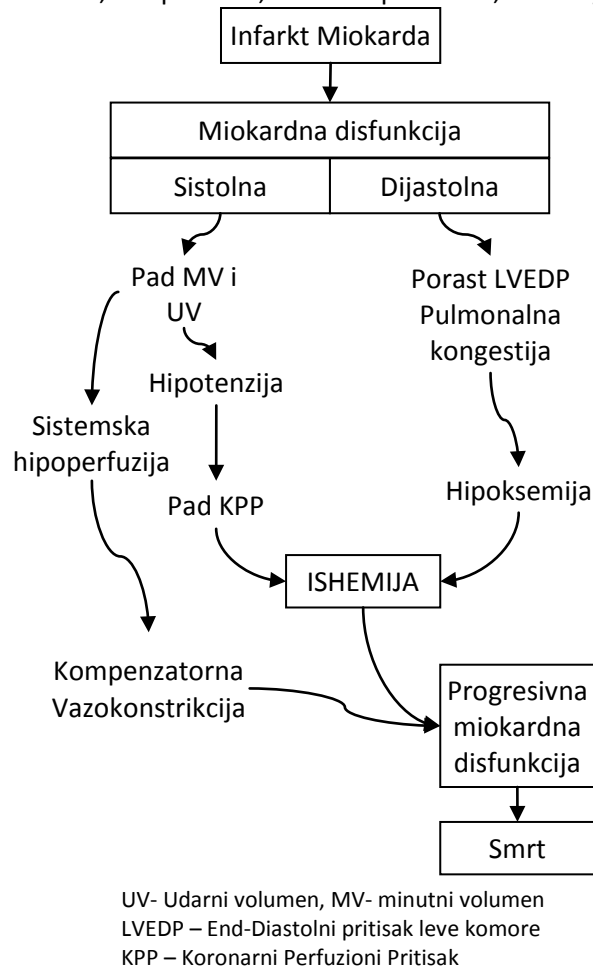 Infarkt Miokarda
Miokardna disfunkcija
Sistolna
Dijastolna
Pad MV i
UV
Porast LVEDP
Pulmonalna
kongestija
Hipotenzija
Sistemska
hipoperfuzija
Pad KPP
Hipoksemija
ISHEMIJA
Kompenzatorna
Vazokonstrikcija
Progresivna
miokardna
disfunkcija
Smrt
UV- Udarni volumen, MV- minutni volumen
LVEDP – End-Diastolni pritisak leve komore
KPP – Koronarni Perfuzioni Pritisak